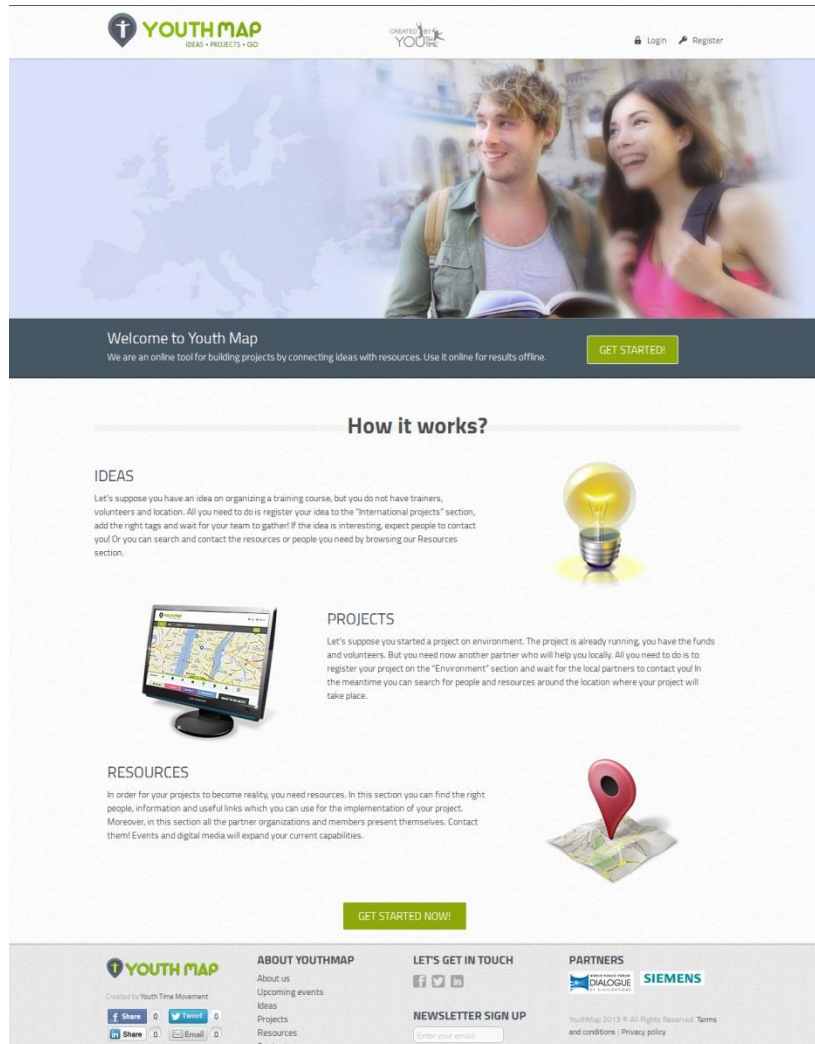 YOUTH MAP
IDEAS • PROJECTS • GO
CREATED BY
YOUTH TIME
Login
Register
Welcome to Youth Map
We are an online tool for building projects by connecting ideas with resources. Use it online for results offline.
GET STARTED!
How it works?
IDEAS
Let's suppose you have an idea on organizing a training course, but you do not have trainers,
volunteers and location. All you need to do is register your idea to the "International projects" section,
add the right tags and wait for your team to gather! If the idea is interesting, expect people to contact
you! Or you can search and contact the resources or people you need by browsing our Resources
section.
PROJECTS
Let's suppose you started a project on environment. The project is already running, you have the funds
and volunteers. But you need now another partner who will help you locally. All you need to do is to
register your project on the "Environment" section and wait for the local partners to contact you! In
the meantime you can search for people and resources around the location where your project will
take place.
RESOURCES
In order for your projects to become reality, you need resources. In this section you can find the right
people, information and useful links which you can use for the implementation of your project.
Moreover, in this section all the partner organizations and members present themselves. Contact
them! Events and digital media will expand your current capabilities.
GET STARTED NOW!
YOUTH MAP
Created by Youth Time Movement
Share 0
Tweet 0
Share 0
Email 0
ABOUT YOUTHMAP
About us
Upcoming events
Ideas
Projects
Resources
LET'S GET IN TOUCH
NEWSLETTER SIGN UP
Enter your email
PARTNERS
WORLD PUBLIC FORUM
DIALOGUE
OF CIVILIZATIONS
SIEMENS
YouthMap 2013 © All Rights Reserved. Terms
and conditions | Privacy policy